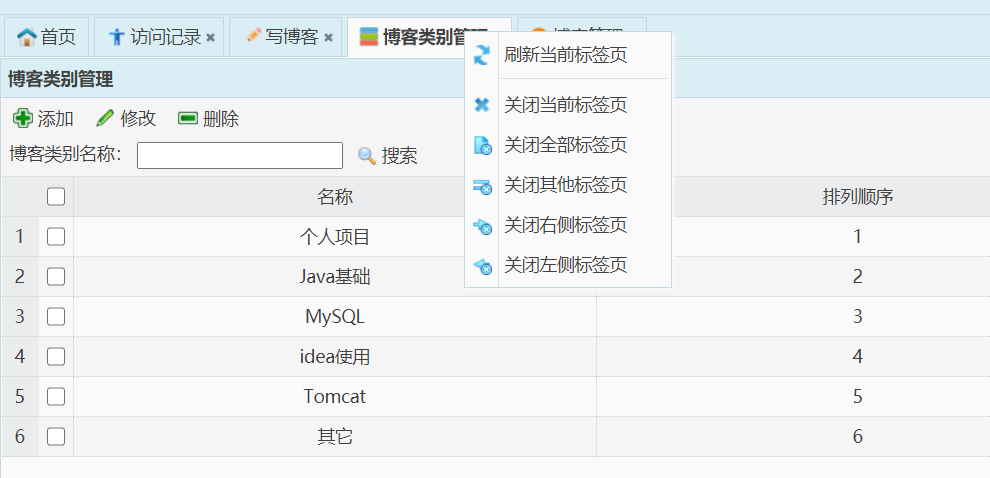 首页 访问记录 写博客 博客类别管理
刷新当前标签页
关闭当前标签页
关闭全部标签页
关闭其他标签页
关闭右侧标签页
关闭左侧标签页
博客类别管理
添加 修改 删除
博客类别名称： 搜索
名称 排列顺序
1 个人项目 1
2 Java基础 2
3 MySQL 3
4 idea使用 4
5 Tomcat 5
6 其它 6